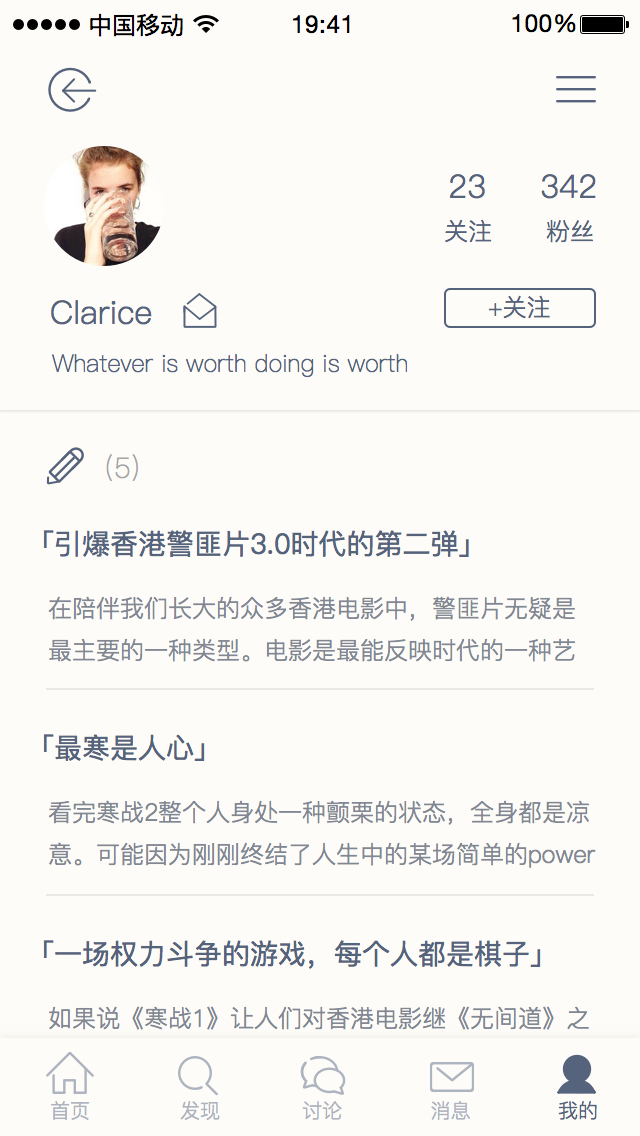 中国移动 19:41 100%
23 342
关注 粉丝
Clarice +关注
Whatever is worth doing is worth
(5)
「引爆香港警匪片3.0时代的第二弹」
在陪伴我们长大的众多香港电影中，警匪片无疑是
最主要的一种类型。电影是最能反映时代的一种艺
「最寒是人心」
看完寒战2整个人身处一种颤栗的状态，全身都是凉
意。可能因为刚刚终结了人生中的某场简单的power
「一场权力斗争的游戏，每个人都是棋子」
如果说《寒战1》让人们对香港电影继《无间道》之
首页 发现 讨论 消息 我的